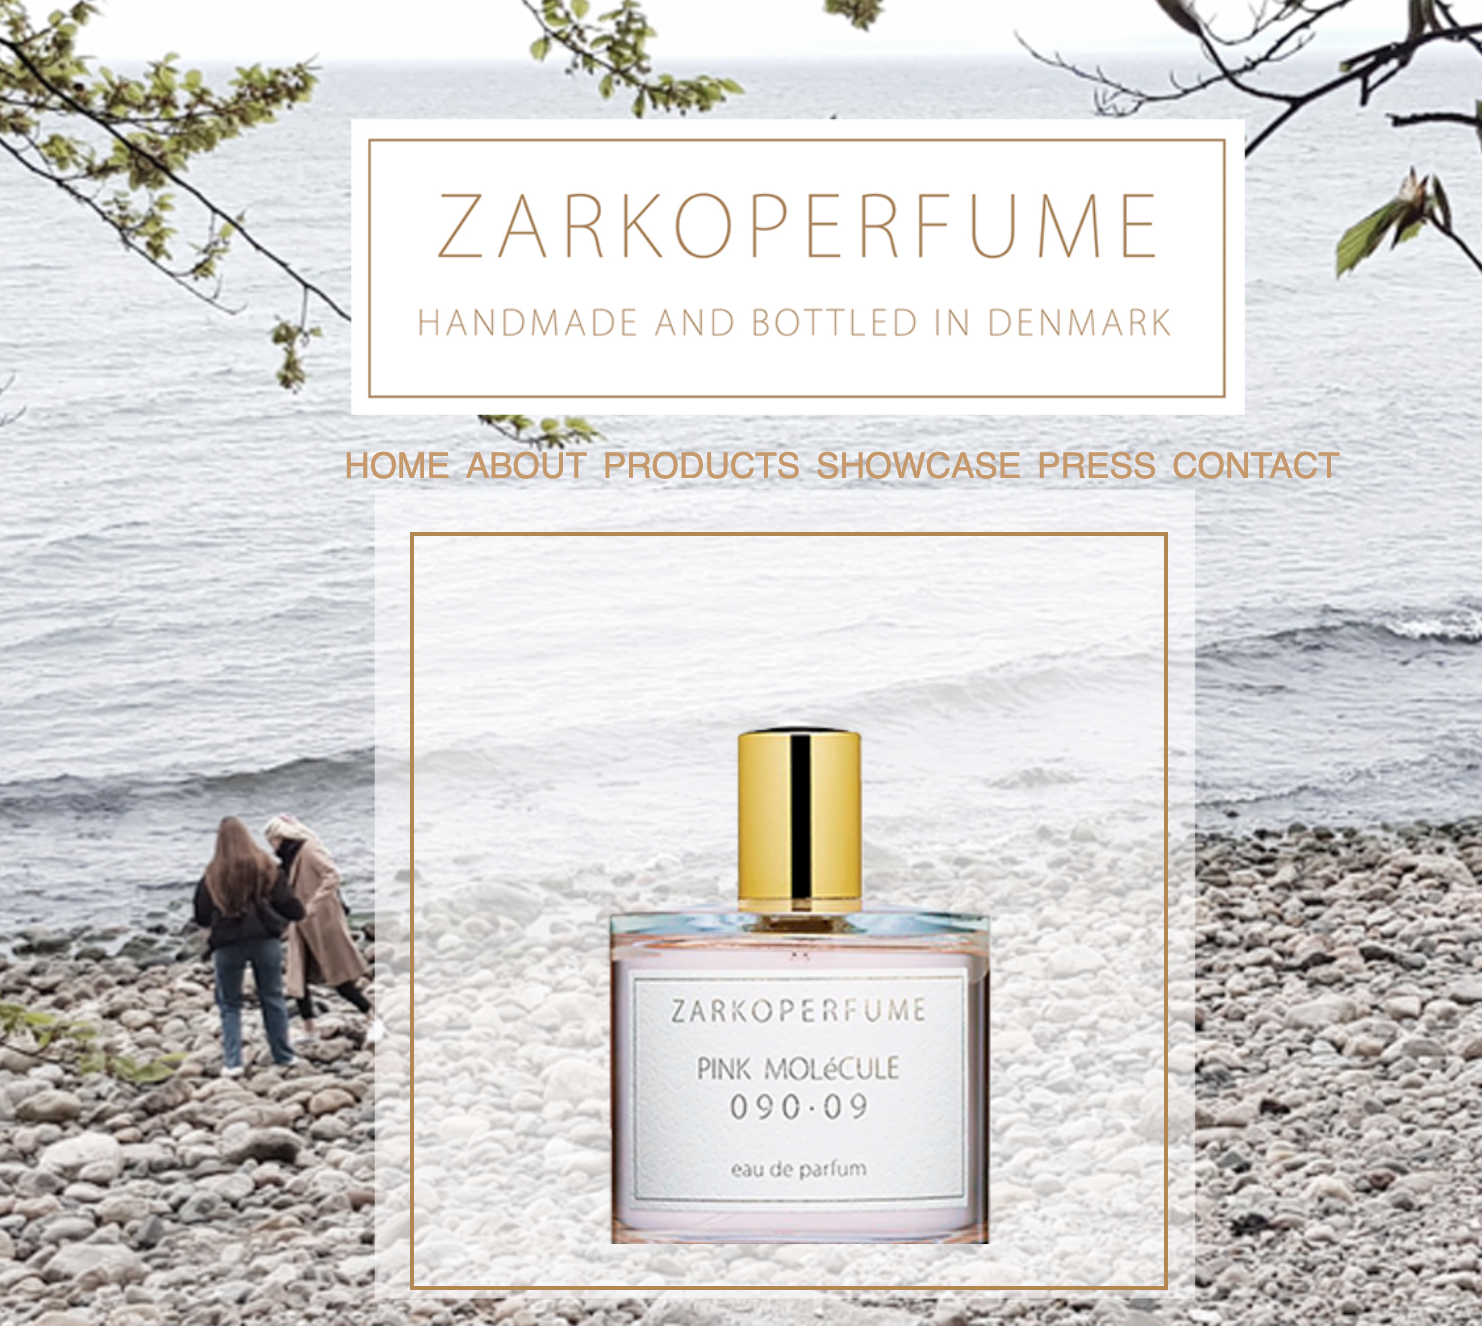 ZARKOPERFUME
HANDMADE AND BOTTLED IN DENMARK
HOME ABOUT PRODUCTS SHOWCASE PRESS CONTACT
ZARKOPERFUME
PINK MOLéCULE
090·09
eau de parfum